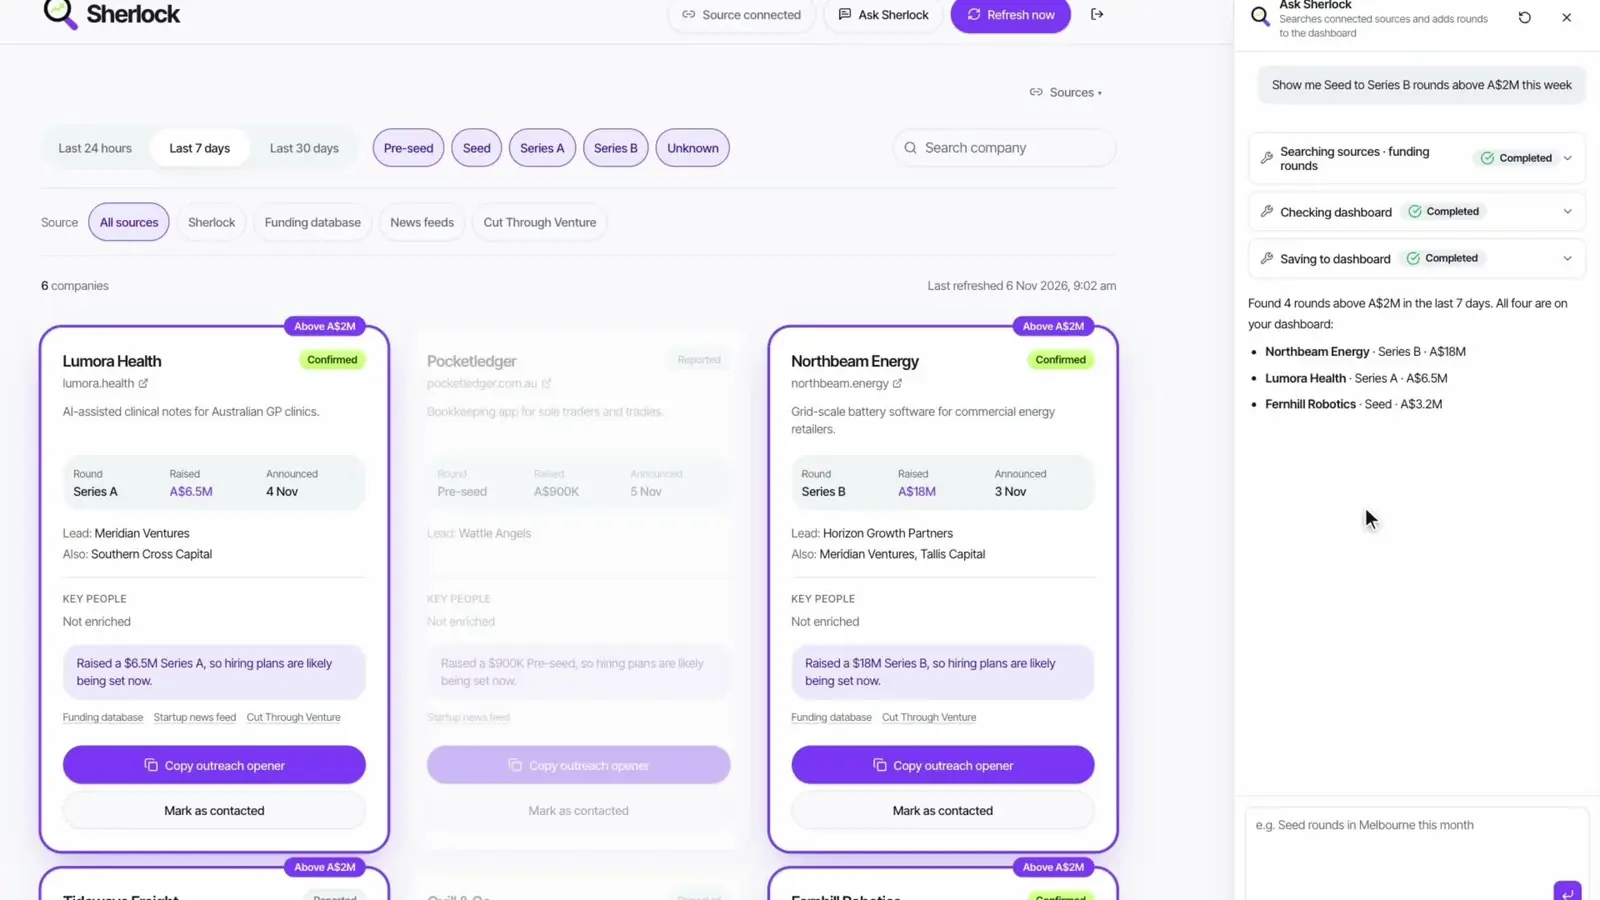 Sherlock
Source connected
Ask Sherlock
Refresh now
Sources
Last 24 hours
Last 7 days
Last 30 days
Pre-seed
Seed
Series A
Series B
Unknown
Search company
Source
All sources
Sherlock
Funding database
News feeds
Cut Through Venture
6 companies
Last refreshed 6 Nov 2026, 9:02 am
Above A$2M
Lumora Health
Confirmed
lumora.health
AI-assisted clinical notes for Australian GP clinics.
Round Raised Announced
Series A A$6.5M 4 Nov
Lead: Meridian Ventures
Also: Southern Cross Capital
KEY PEOPLE
Not enriched
Raised a $6.5M Series A, so hiring plans are likely
being set now.
Funding database Startup news feed Cut Through Venture
Copy outreach opener
Mark as contacted
Pocketledger
Reported
pocketledger.com.au
Bookkeeping app for sole traders and tradies.
Round Raised Announced
Pre-seed A$900K 5 Nov
Lead: Wattle Angels
KEY PEOPLE
Not enriched
Raised a $900K Pre-seed, so hiring plans are likely
being set now.
Startup news feed
Copy outreach opener
Mark as contacted
Above A$2M
Northbeam Energy
Confirmed
northbeam.energy
Grid-scale battery software for commercial energy
retailers.
Round Raised Announced
Series B A$18M 3 Nov
Lead: Horizon Growth Partners
Also: Meridian Ventures, Tallis Capital
KEY PEOPLE
Not enriched
Raised a $18M Series B, so hiring plans are likely
being set now.
Funding database Cut Through Venture
Copy outreach opener
Mark as contacted
Above A$2M
Tideways Freight
Reported
Quill & Co
Reported
Above A$2M
Fernhill Robotics
Confirmed
Ask Sherlock
Searches connected sources and adds rounds
to the dashboard
Show me Seed to Series B rounds above A$2M this week
Searching sources · funding
rounds
Completed
Checking dashboard
Completed
Saving to dashboard
Completed
Found 4 rounds above A$2M in the last 7 days. All four are on
your dashboard:
• Northbeam Energy · Series B · A$18M
• Lumora Health · Series A · A$6.5M
• Fernhill Robotics · Seed · A$3.2M
e.g. Seed rounds in Melbourne this month